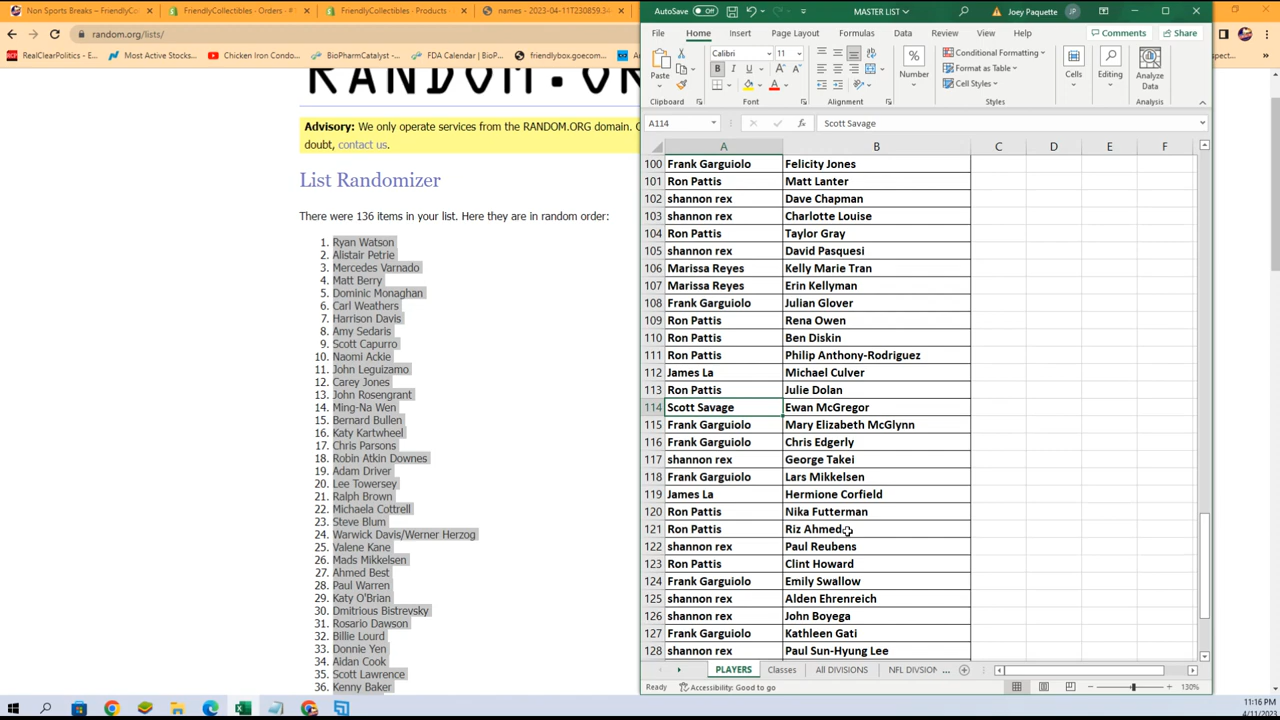 Non Sports Breaks – FriendlyCo
FriendlyCollectibles - Orders - #1
FriendlyCollectibles · Products ·
names - 2023-04-11T230859.34
random.org/lists/
RealClearPolitics - E...
Most Active Stocks...
Chicken Iron Condo...
BioPharmCatalyst -...
FDA Calendar | Bio P...
friendlybox.goecom...
AutoSave
Off
MASTER LIST
Joey Paquette
JP
File
Home
Insert
Page Layout
Formulas
Data
Review
View
Help
Comments
Share
Paste
Calibri
11
B
I
U
Number
Conditional Formatting
Format as Table
Cell Styles
Cells
Editing
Analyze
Data
Clipboard
Font
Alignment
Styles
Analysis
A114
fx
Scott Savage
A B C D E F
100 Frank Garguiolo Felicity Jones
101 Ron Pattis Matt Lanter
102 shannon rex Dave Chapman
103 shannon rex Charlotte Louise
104 Ron Pattis Taylor Gray
105 shannon rex David Pasquesi
106 Marissa Reyes Kelly Marie Tran
107 Marissa Reyes Erin Kellyman
108 Frank Garguiolo Julian Glover
109 Ron Pattis Rena Owen
110 Ron Pattis Ben Diskin
111 Ron Pattis Philip Anthony-Rodriguez
112 James La Michael Culver
113 Ron Pattis Julie Dolan
114 Scott Savage Ewan McGregor
115 Frank Garguiolo Mary Elizabeth McGlynn
116 Frank Garguiolo Chris Edgerly
117 shannon rex George Takei
118 Frank Garguiolo Lars Mikkelsen
119 James La Hermione Corfield
120 Ron Pattis Nika Futterman
121 Ron Pattis Riz Ahmed
122 shannon rex Paul Reubens
123 Ron Pattis Clint Howard
124 Frank Garguiolo Emily Swallow
125 shannon rex Alden Ehrenreich
126 shannon rex John Boyega
127 Frank Garguiolo Kathleen Gati
128 shannon rex Paul Sun-Hyung Lee
PLAYERS
Classes
All DIVISIONS
NFL DIVISION ...
Ready
Accessibility: Good to go
130%
RANDOM.OR
Advisory: We only operate services from the RANDOM.ORG domain.
doubt, contact us.
List Randomizer
There were 136 items in your list. Here they are in random order:
1. Ryan Watson
2. Alistair Petrie
3. Mercedes Varnado
4. Matt Berry
5. Dominic Monaghan
6. Carl Weathers
7. Harrison Davis
8. Amy Sedaris
9. Scott Capurro
10. Naomi Ackie
11. John Leguizamo
12. Carey Jones
13. John Rosengrant
14. Ming-Na Wen
15. Bernard Bullen
16. Katy Kartwheel
17. Chris Parsons
18. Robin Atkin Downes
19. Adam Driver
20. Lee Towersey
21. Ralph Brown
22. Michaela Cottrell
23. Steve Blum
24. Warwick Davis/Werner Herzog
25. Valene Kane
26. Mads Mikkelsen
27. Ahmed Best
28. Paul Warren
29. Katy O'Brian
30. Dmitrious Bistrevsky
31. Rosario Dawson
32. Billie Lourd
33. Donnie Yen
34. Aidan Cook
35. Scott Lawrence
36. Kenny Baker
11:16 PM
4/11/2023